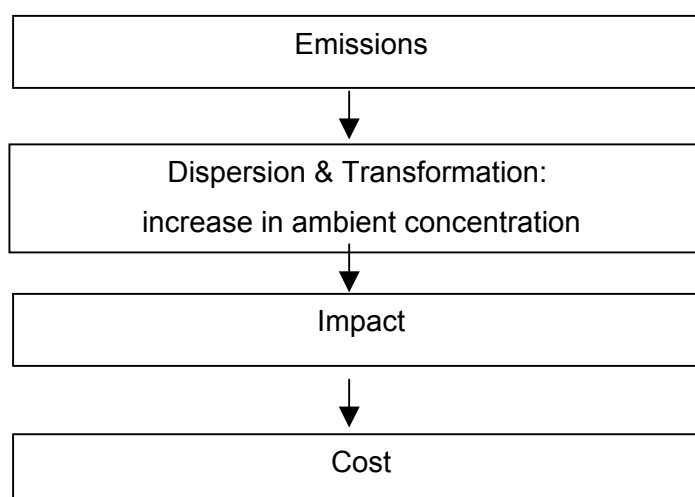 Emissions
Dispersion & Transformation:
increase in ambient concentration
Impact
Cost